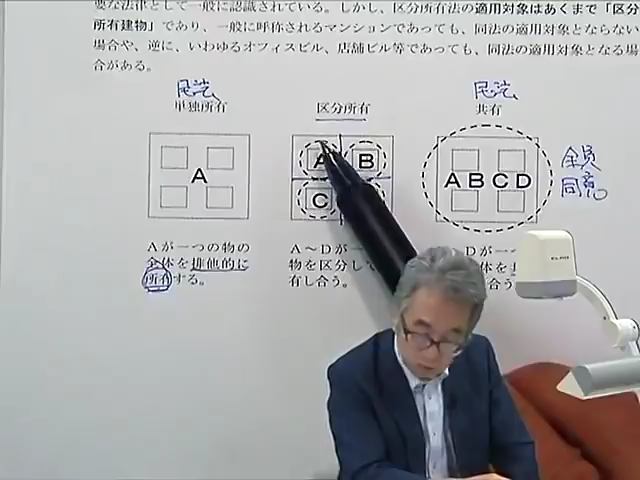 要な法律として一般に認識されている。しかし、区分所有法の適用対象はあくまで「区分
所有建物」であり、一般に呼称されるマンションであっても、同法の適用対象とならない
場合や、逆に、いわゆるオフィスビル、店舗ビル等であっても、同法の適用対象となる場
合がある。
民法
民法
単独所有
区分所有
共有
A
A B
C
A B C D
全員
同意
Aが一つの物の
全体を排他的に
所有する。
A～Dが一
物を区分して
有し合う。
Dが一
体を
合う。
ELMO